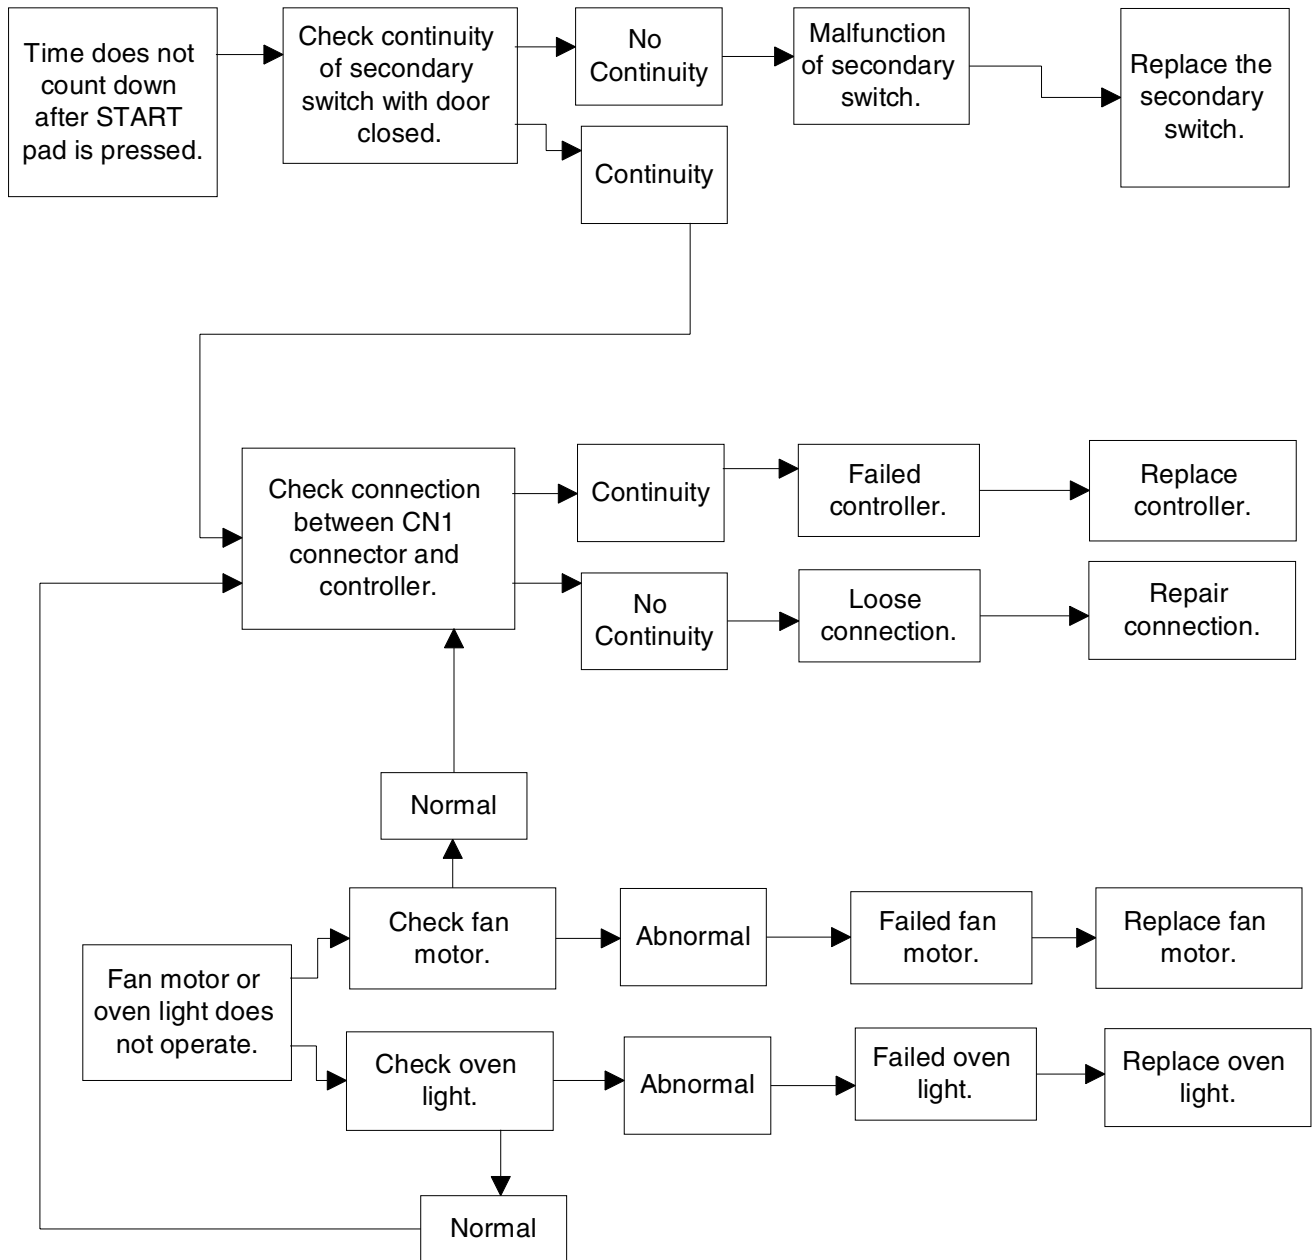 Time does not
count down
after START
pad is pressed.
Check continuity
of secondary
switch with door
closed.
No
Continuity
Malfunction
of secondary
switch.
Replace the
secondary
switch.
Continuity
Check connection
between CN1
connector and
controller.
Continuity
Failed
controller.
Replace
controller.
No
Continuity
Loose
connection.
Repair
connection.
Normal
Fan motor or
oven light does
not operate.
Check fan
motor.
Abnormal
Failed fan
motor.
Replace fan
motor.
Check oven
light.
Abnormal
Failed oven
light.
Replace oven
light.
Normal